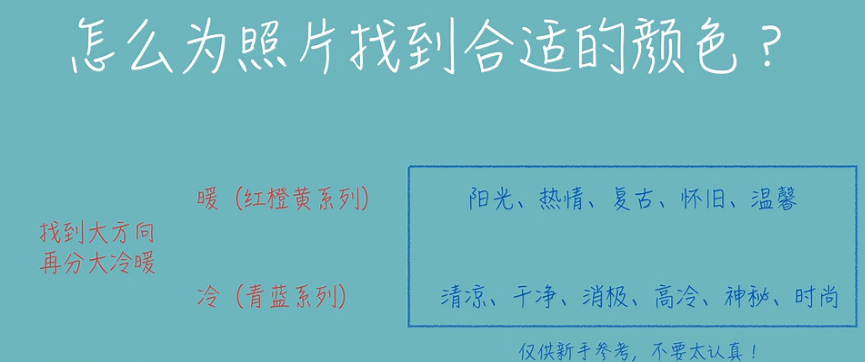 怎么为照片找到合适的颜色？
暖（红橙黄系列）
阳光、热情、复古、怀旧、温馨
找到大方向
再分大冷暖
冷（青蓝系列）
清凉、干净、消极、高冷、神秘、时尚
仅供新手参考，不要太认真！